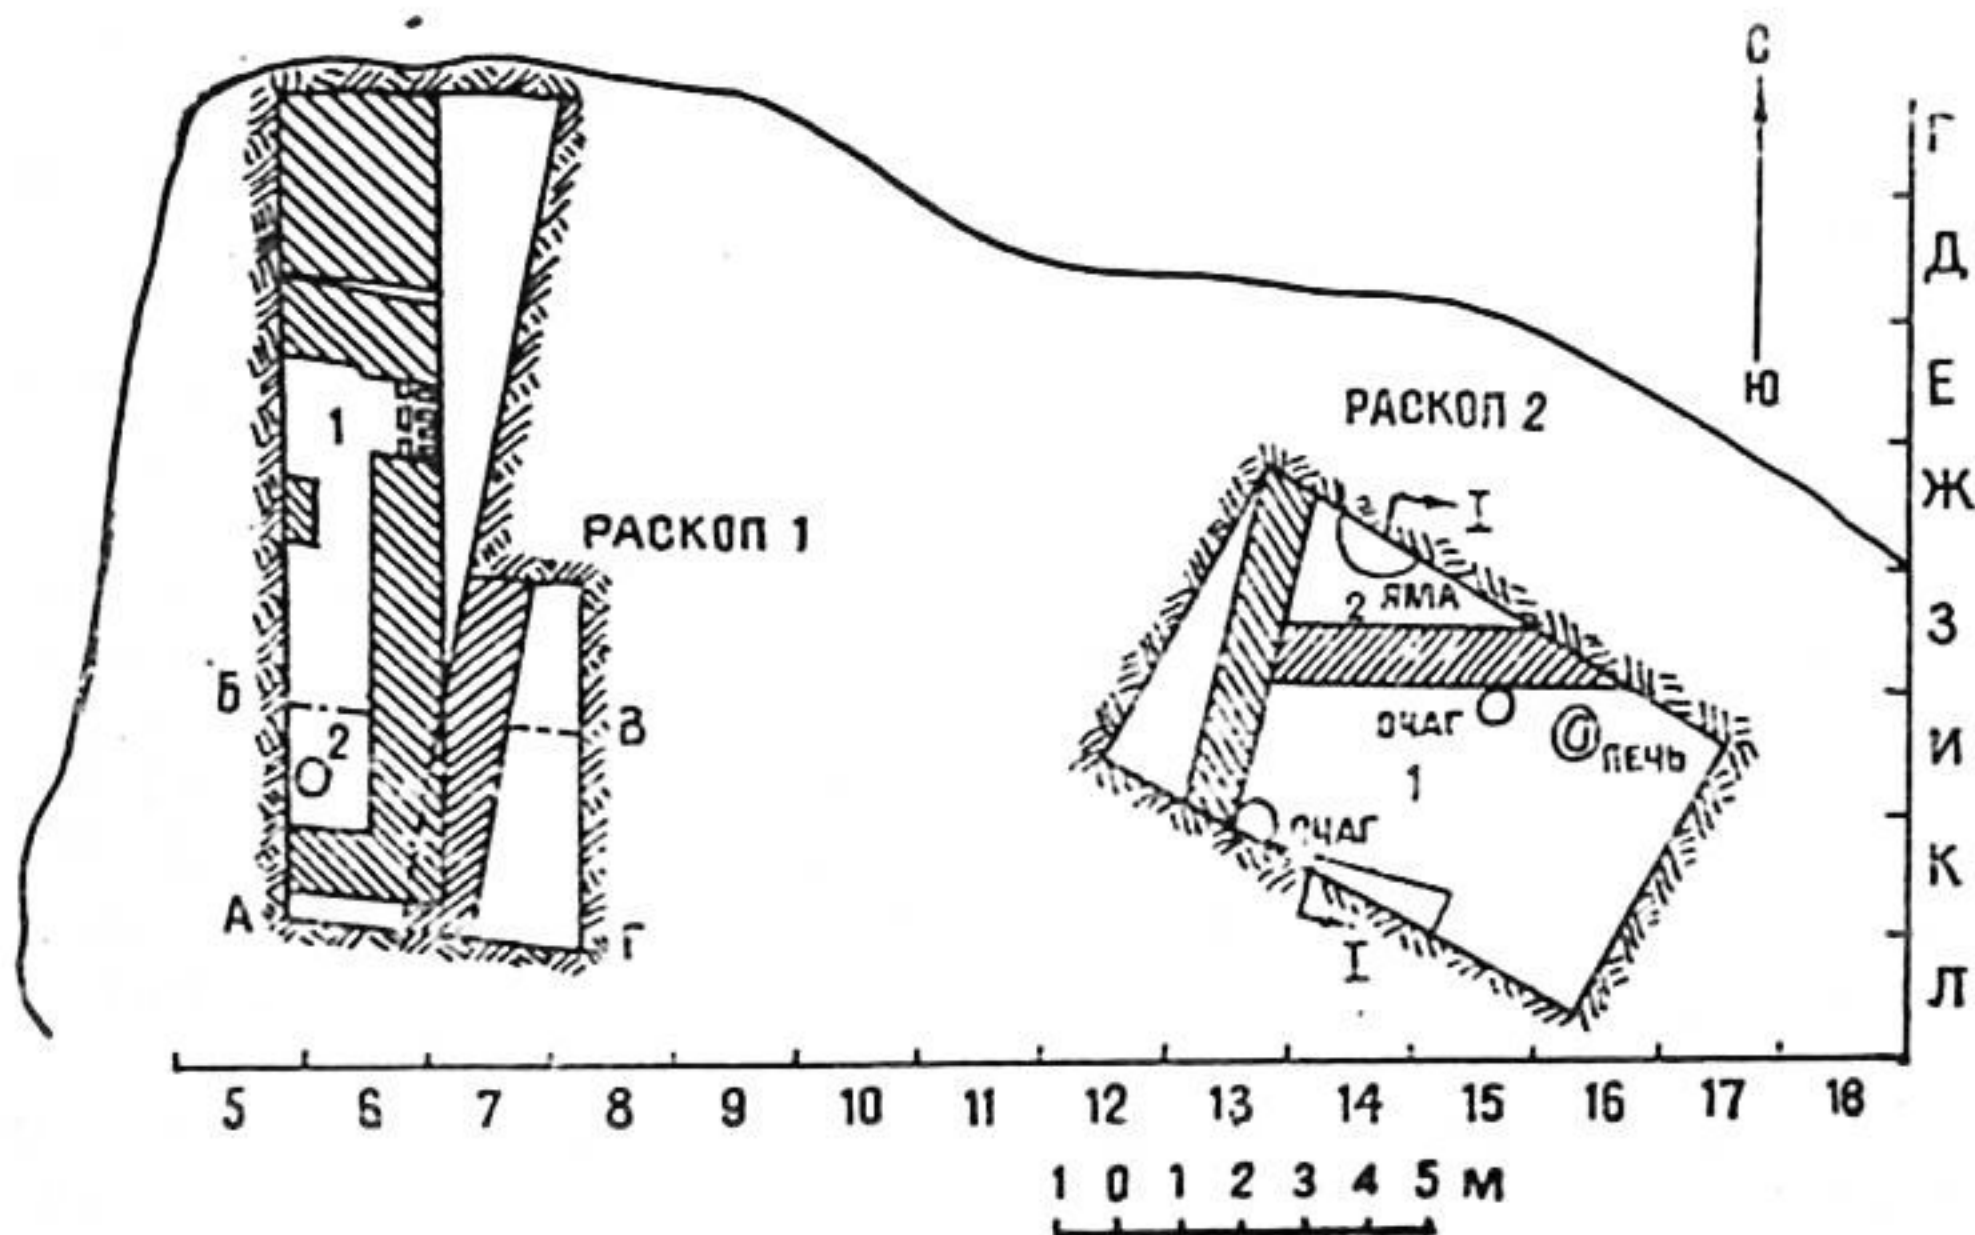 С
Ю
Г
Д
Е
Ж
З
И
К
Л
РАСКОП 1
1
2
Б
В
А
Г
РАСКОП 2
I
2 ЯМА
ОЧАГ
ПЕЧЬ
1
ОЧАГ
I
5 6 7 8 9 10 11 12 13 14 15 16 17 18
1 0 1 2 3 4 5 М